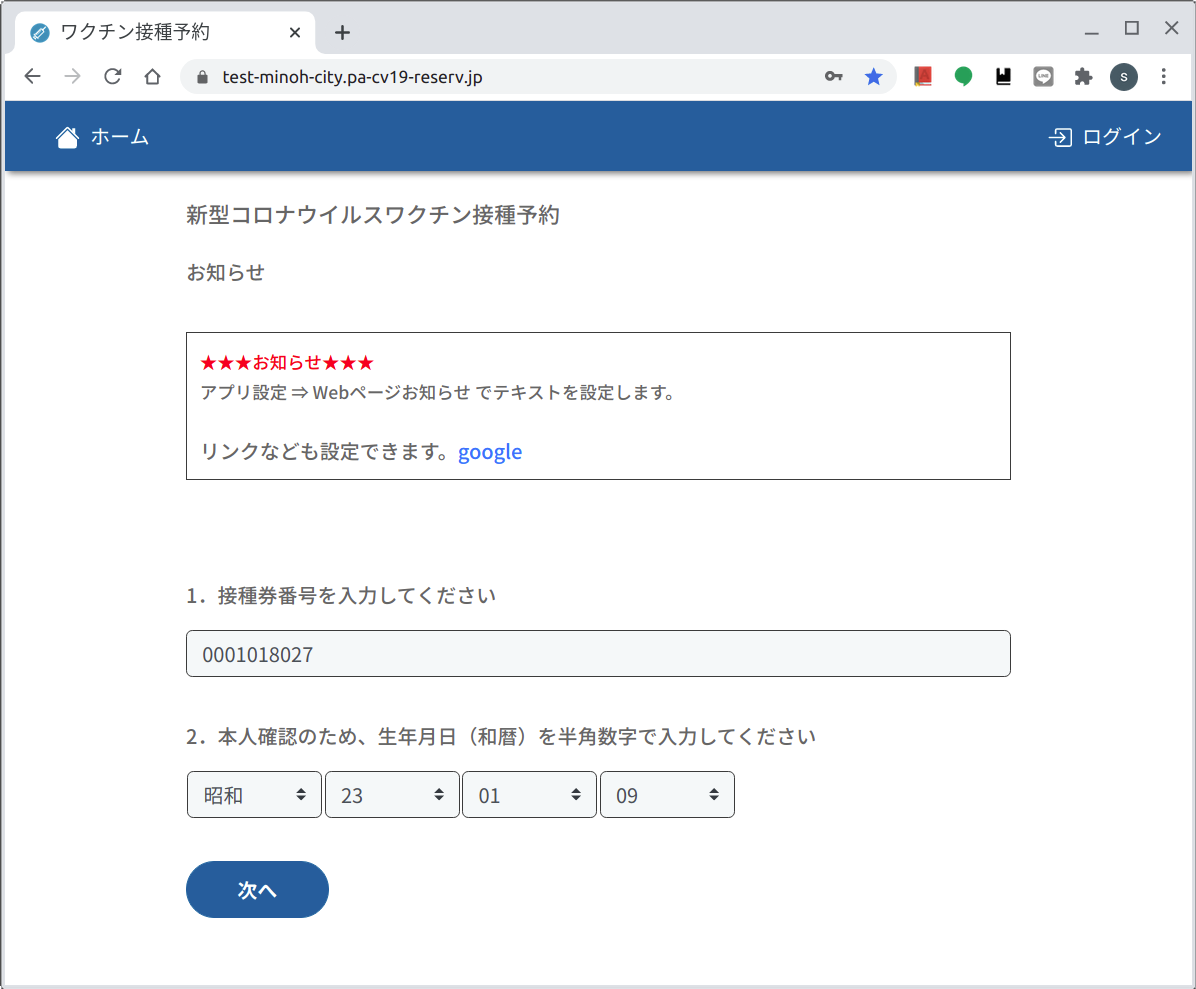 ワクチン接種予約
test-minoh-city.pa-cv19-reserv.jp
S
ホーム
ログイン
新型コロナウイルスワクチン接種予約
お知らせ
★★★お知らせ★★★
アプリ設定 ⇒ Webページお知らせ でテキストを設定します。
リンクなども設定できます。google
1．接種券番号を入力してください
0001018027
2．本人確認のため、生年月日（和暦）を半角数字で入力してください
昭和 23 01 09
次へ